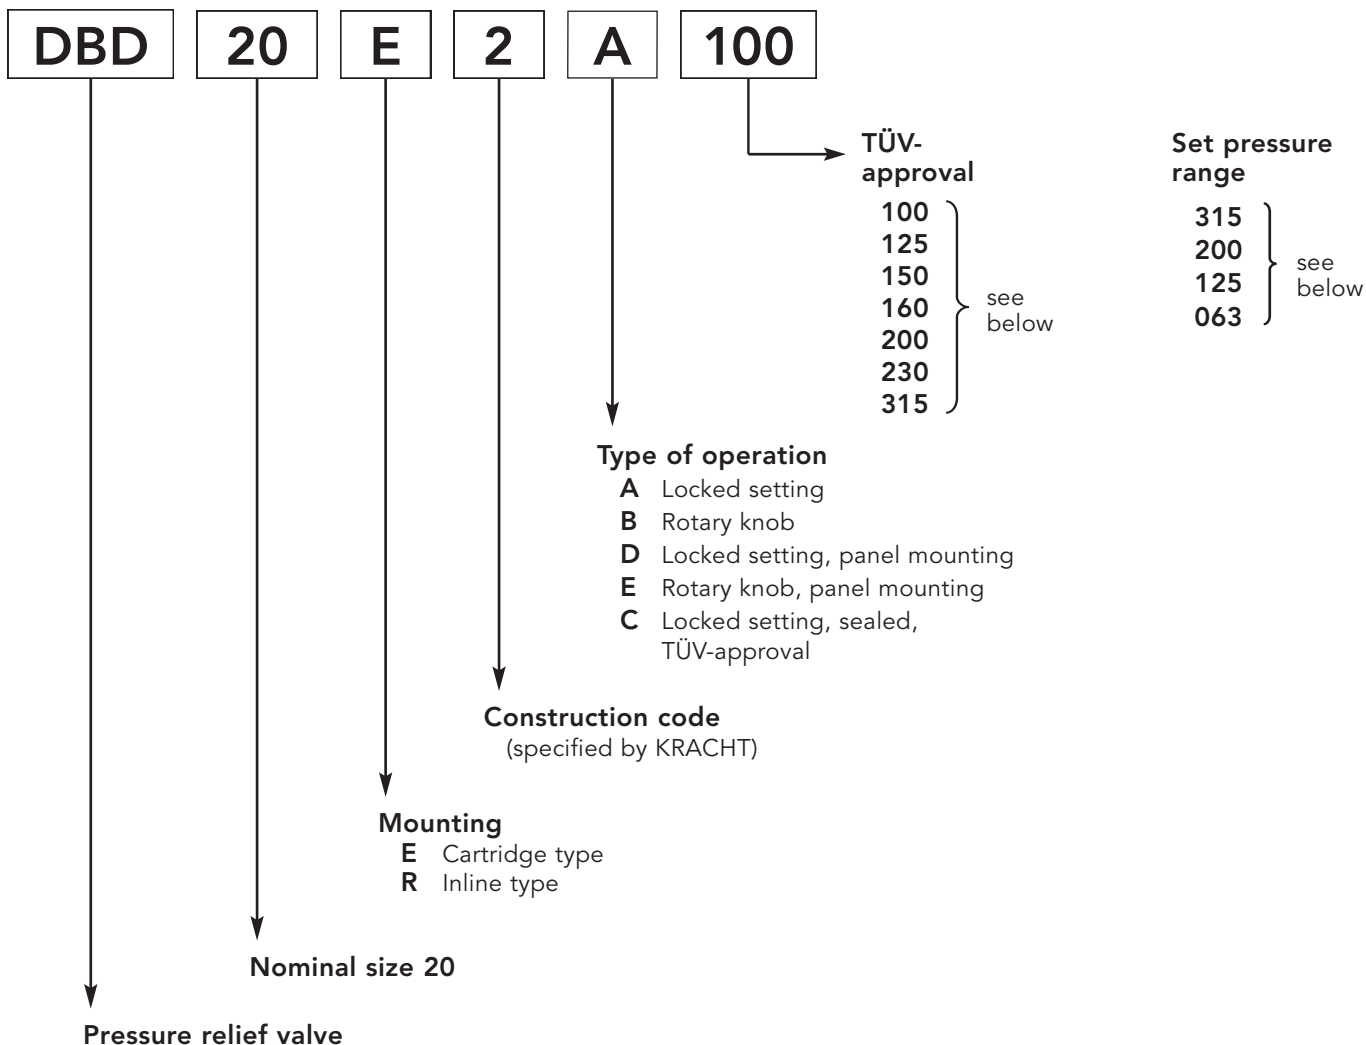 DBD 20 E 2 A 100
TÜV-
approval
100
125
150
160
200
230
315
see
below
Set pressure
range
315
200
125
063
see
below
Type of operation
A Locked setting
B Rotary knob
D Locked setting, panel mounting
E Rotary knob, panel mounting
C Locked setting, sealed,
TÜV-approval
Construction code
(specified by KRACHT)
Mounting
E Cartridge type
R Inline type
Nominal size 20
Pressure relief valve